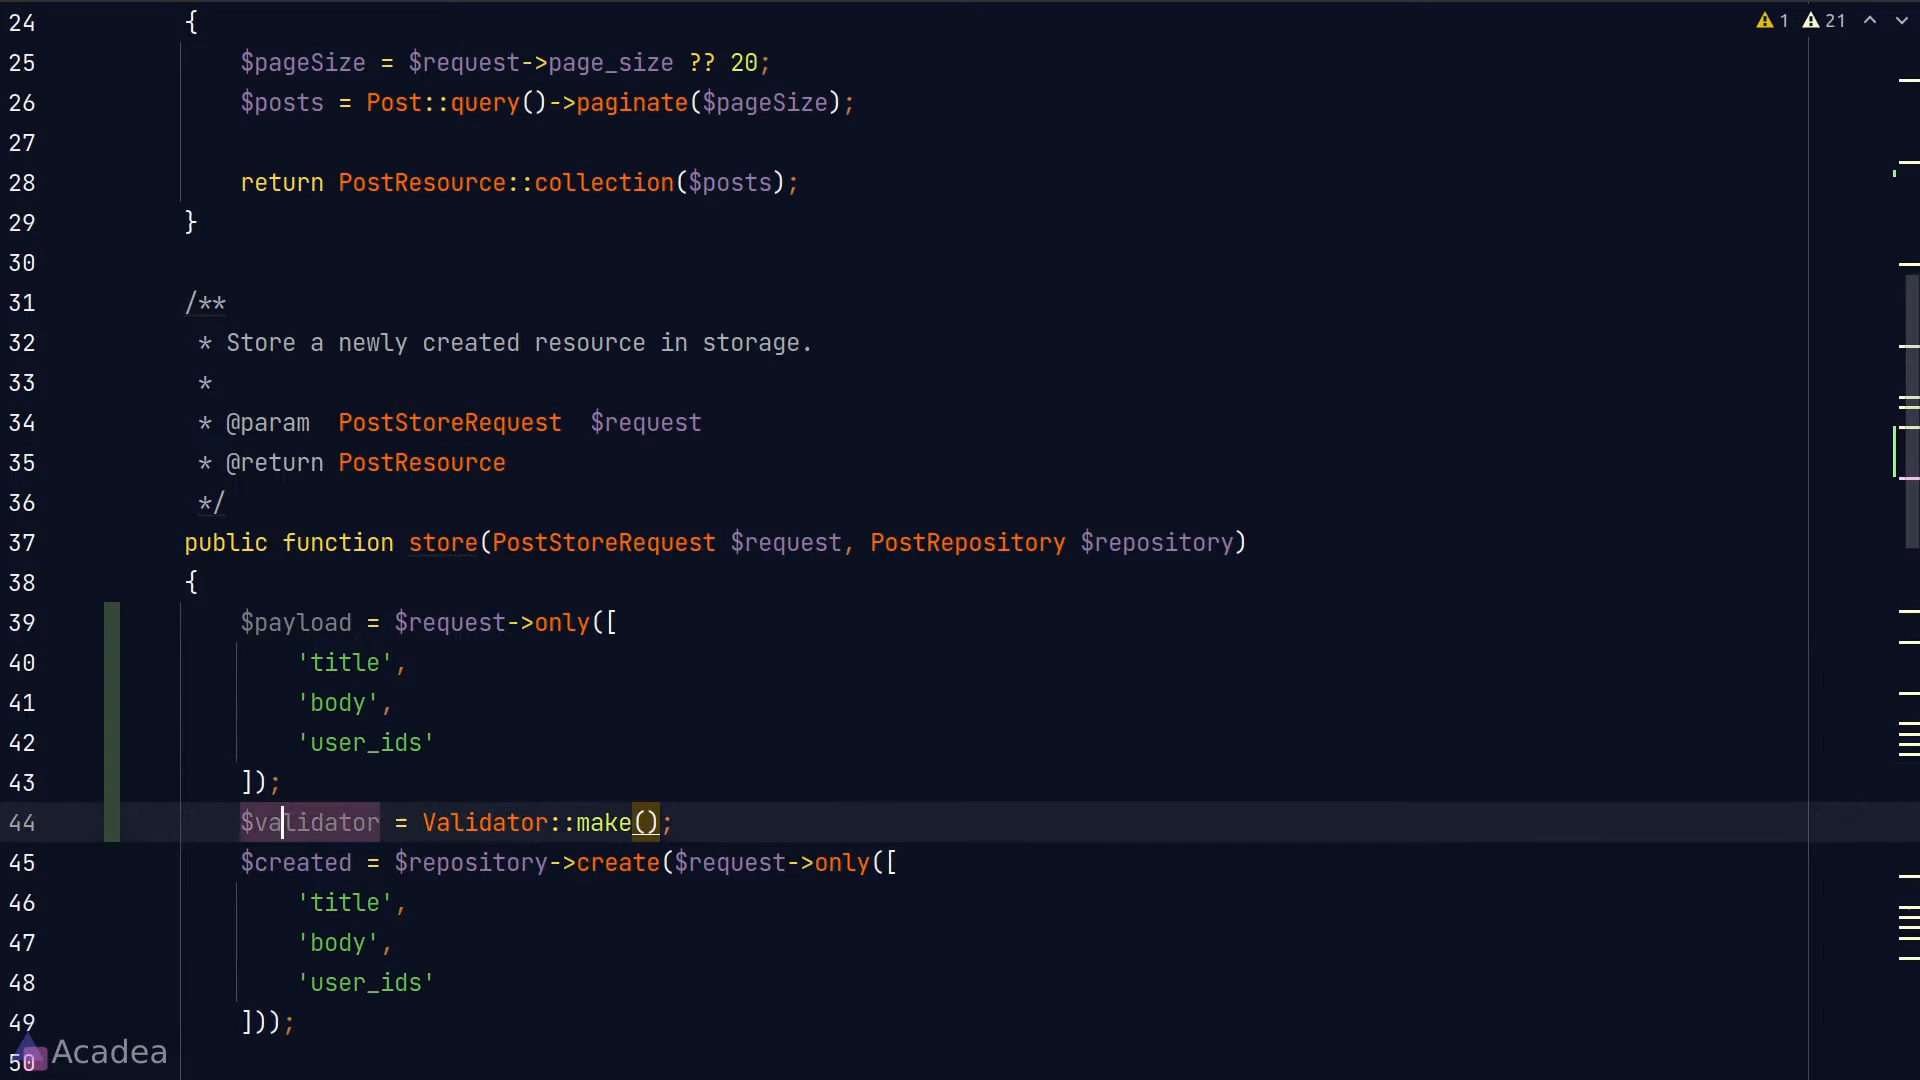 1 21
24 {
25 $pageSize = $request->page_size ?? 20;
26 $posts = Post::query()->paginate($pageSize);
27
28 return PostResource::collection($posts);
29 }
30
31 /**
32 * Store a newly created resource in storage.
33 *
34 * @param  PostStoreRequest  $request
35 * @return PostResource
36 */
37 public function store(PostStoreRequest $request, PostRepository $repository)
38 {
39 $payload = $request->only([
40 'title',
41 'body',
42 'user_ids'
43 ]);
44 $validator = Validator::make();
45 $created = $repository->create($request->only([
46 'title',
47 'body',
48 'user_ids'
49 ]));
50
Acadea